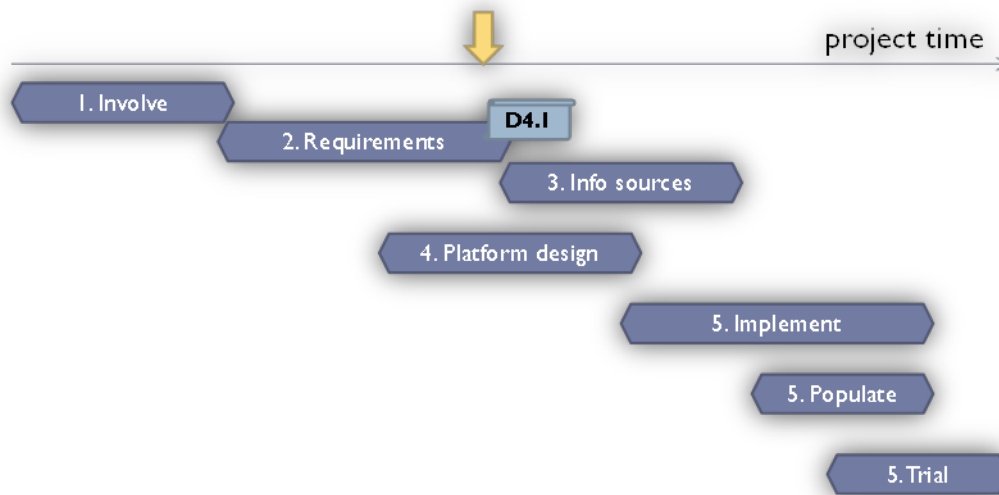 project time
1. Involve
D4.1
2. Requirements
3. Info sources
4. Platform design
5. Implement
5. Populate
5. Trial